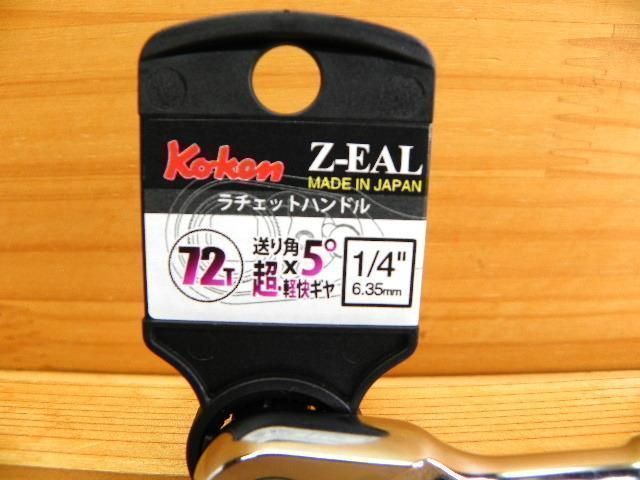 Ko-ken Z-EAL
MADE IN JAPAN
ラチェットハンドル
72T
送り角 5°
×
超・軽快ギヤ
1/4"
6.35mm